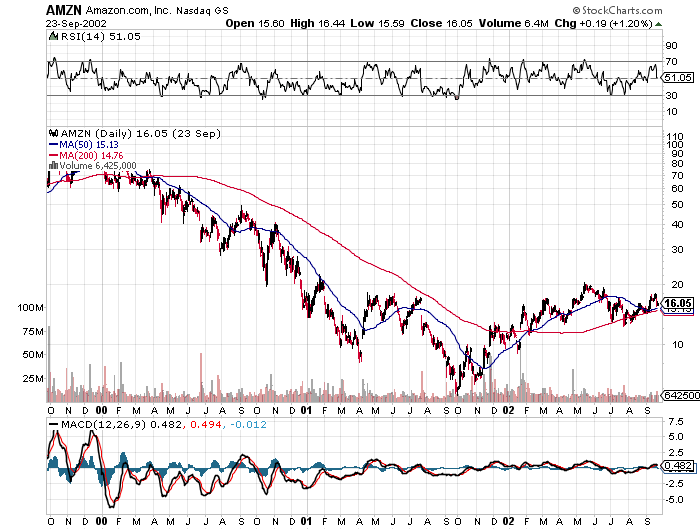 AMZN Amazon.com, Inc. Nasdaq GS © StockCharts.com
23-Sep-2002 Open 15.60 High 16.44 Low 15.59 Close 16.05 Volume 6.4M Chg +0.19 (+1.20%)
RSI(14) 51.05
90
70
51.05
30
10
AMZN (Daily) 16.05 (23 Sep)
MA(50) 15.13
MA(200) 14.76
Volume 6,425,000
110
100
90
80
70
60
50
40
30
20
16.05
15.13
10
100M
75M
50M
25M
6425000
O N D 00 F M A M J J A S O N D 01 F M A M J J A S O N D 02 F M A M J J A S
MACD(12,26,9) 0.482, 0.494, -0.012
7.5
5.0
2.5
0.482
-2.5
-5.0
O N D 00 F M A M J J A S O N D 01 F M A M J J A S O N D 02 F M A M J J A S